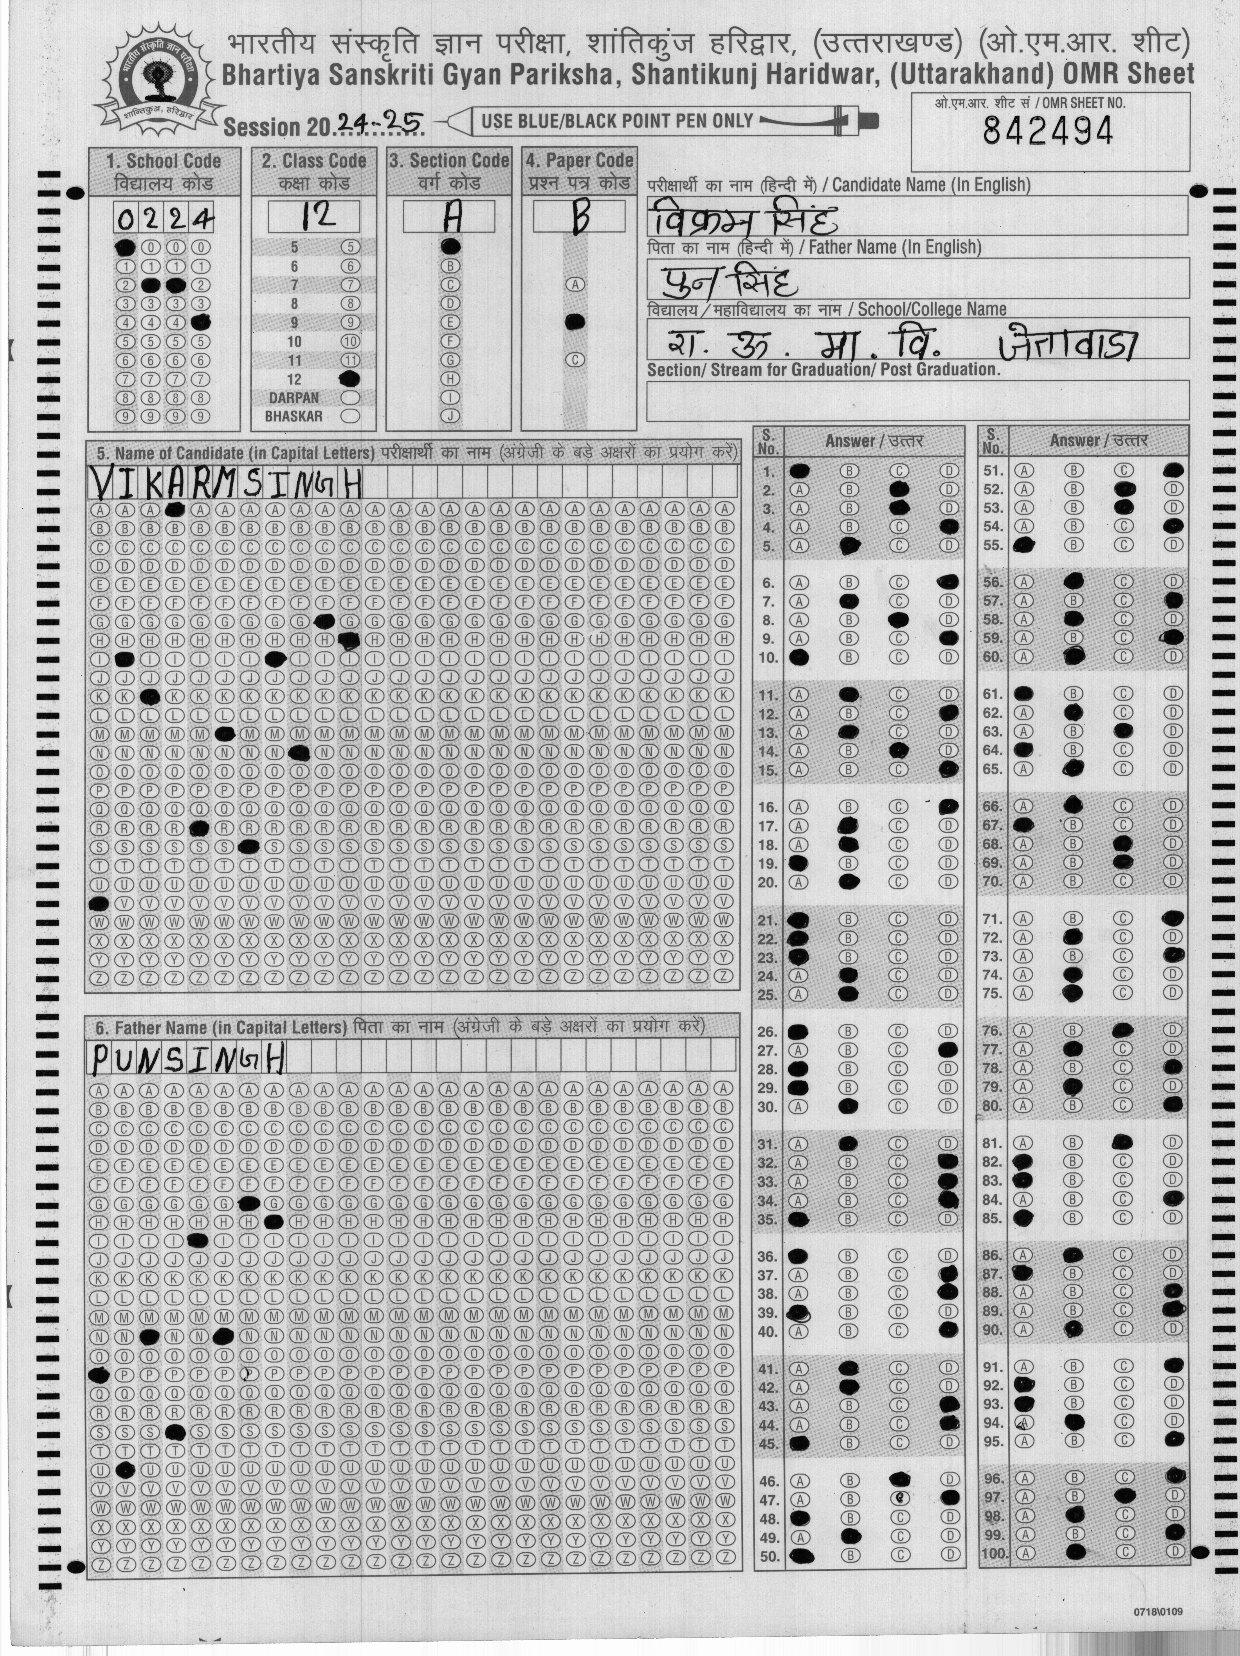 भारतीय संस्कृति ज्ञान परीक्षा, शांतिकुंज हरिद्वार, (उत्तराखण्ड) (ओ.एम.आर. शीट)
Bhartiya Sanskriti Gyan Pariksha, Shantikunj Haridwar, (Uttarakhand) OMR Sheet
Session 2024-25 USE BLUE/BLACK POINT PEN ONLY
ओ.एम.आर. शीट सं / OMR SHEET NO.
842494
1. School Code
विद्यालय कोड
0224
2. Class Code
कक्षा कोड
12
5
6
7
8
9
10
11
12
DARPAN
BHASKAR
3. Section Code
वर्ग कोड
A
4. Paper Code
प्रश्न पत्र कोड
B
परीक्षार्थी का नाम (हिन्दी में) / Candidate Name (In English)
विक्रम सिंह
पिता का नाम (हिन्दी में) / Father Name (In English)
पुन सिंह
विद्यालय/महाविद्यालय का नाम / School/College Name
रा. ऊ. मा. वि. जेतावाडा
Section/ Stream for Graduation/ Post Graduation.
5. Name of Candidate (in Capital Letters) परीक्षार्थी का नाम (अंग्रेजी के बड़े अक्षरों का प्रयोग करें)
VIKARMSINGH
6. Father Name (in Capital Letters) पिता का नाम (अंग्रेजी के बड़े अक्षरों का प्रयोग करें)
PUNSINGH
S. No. Answer / उत्तर
S. No. Answer / उत्तर
0718\0109